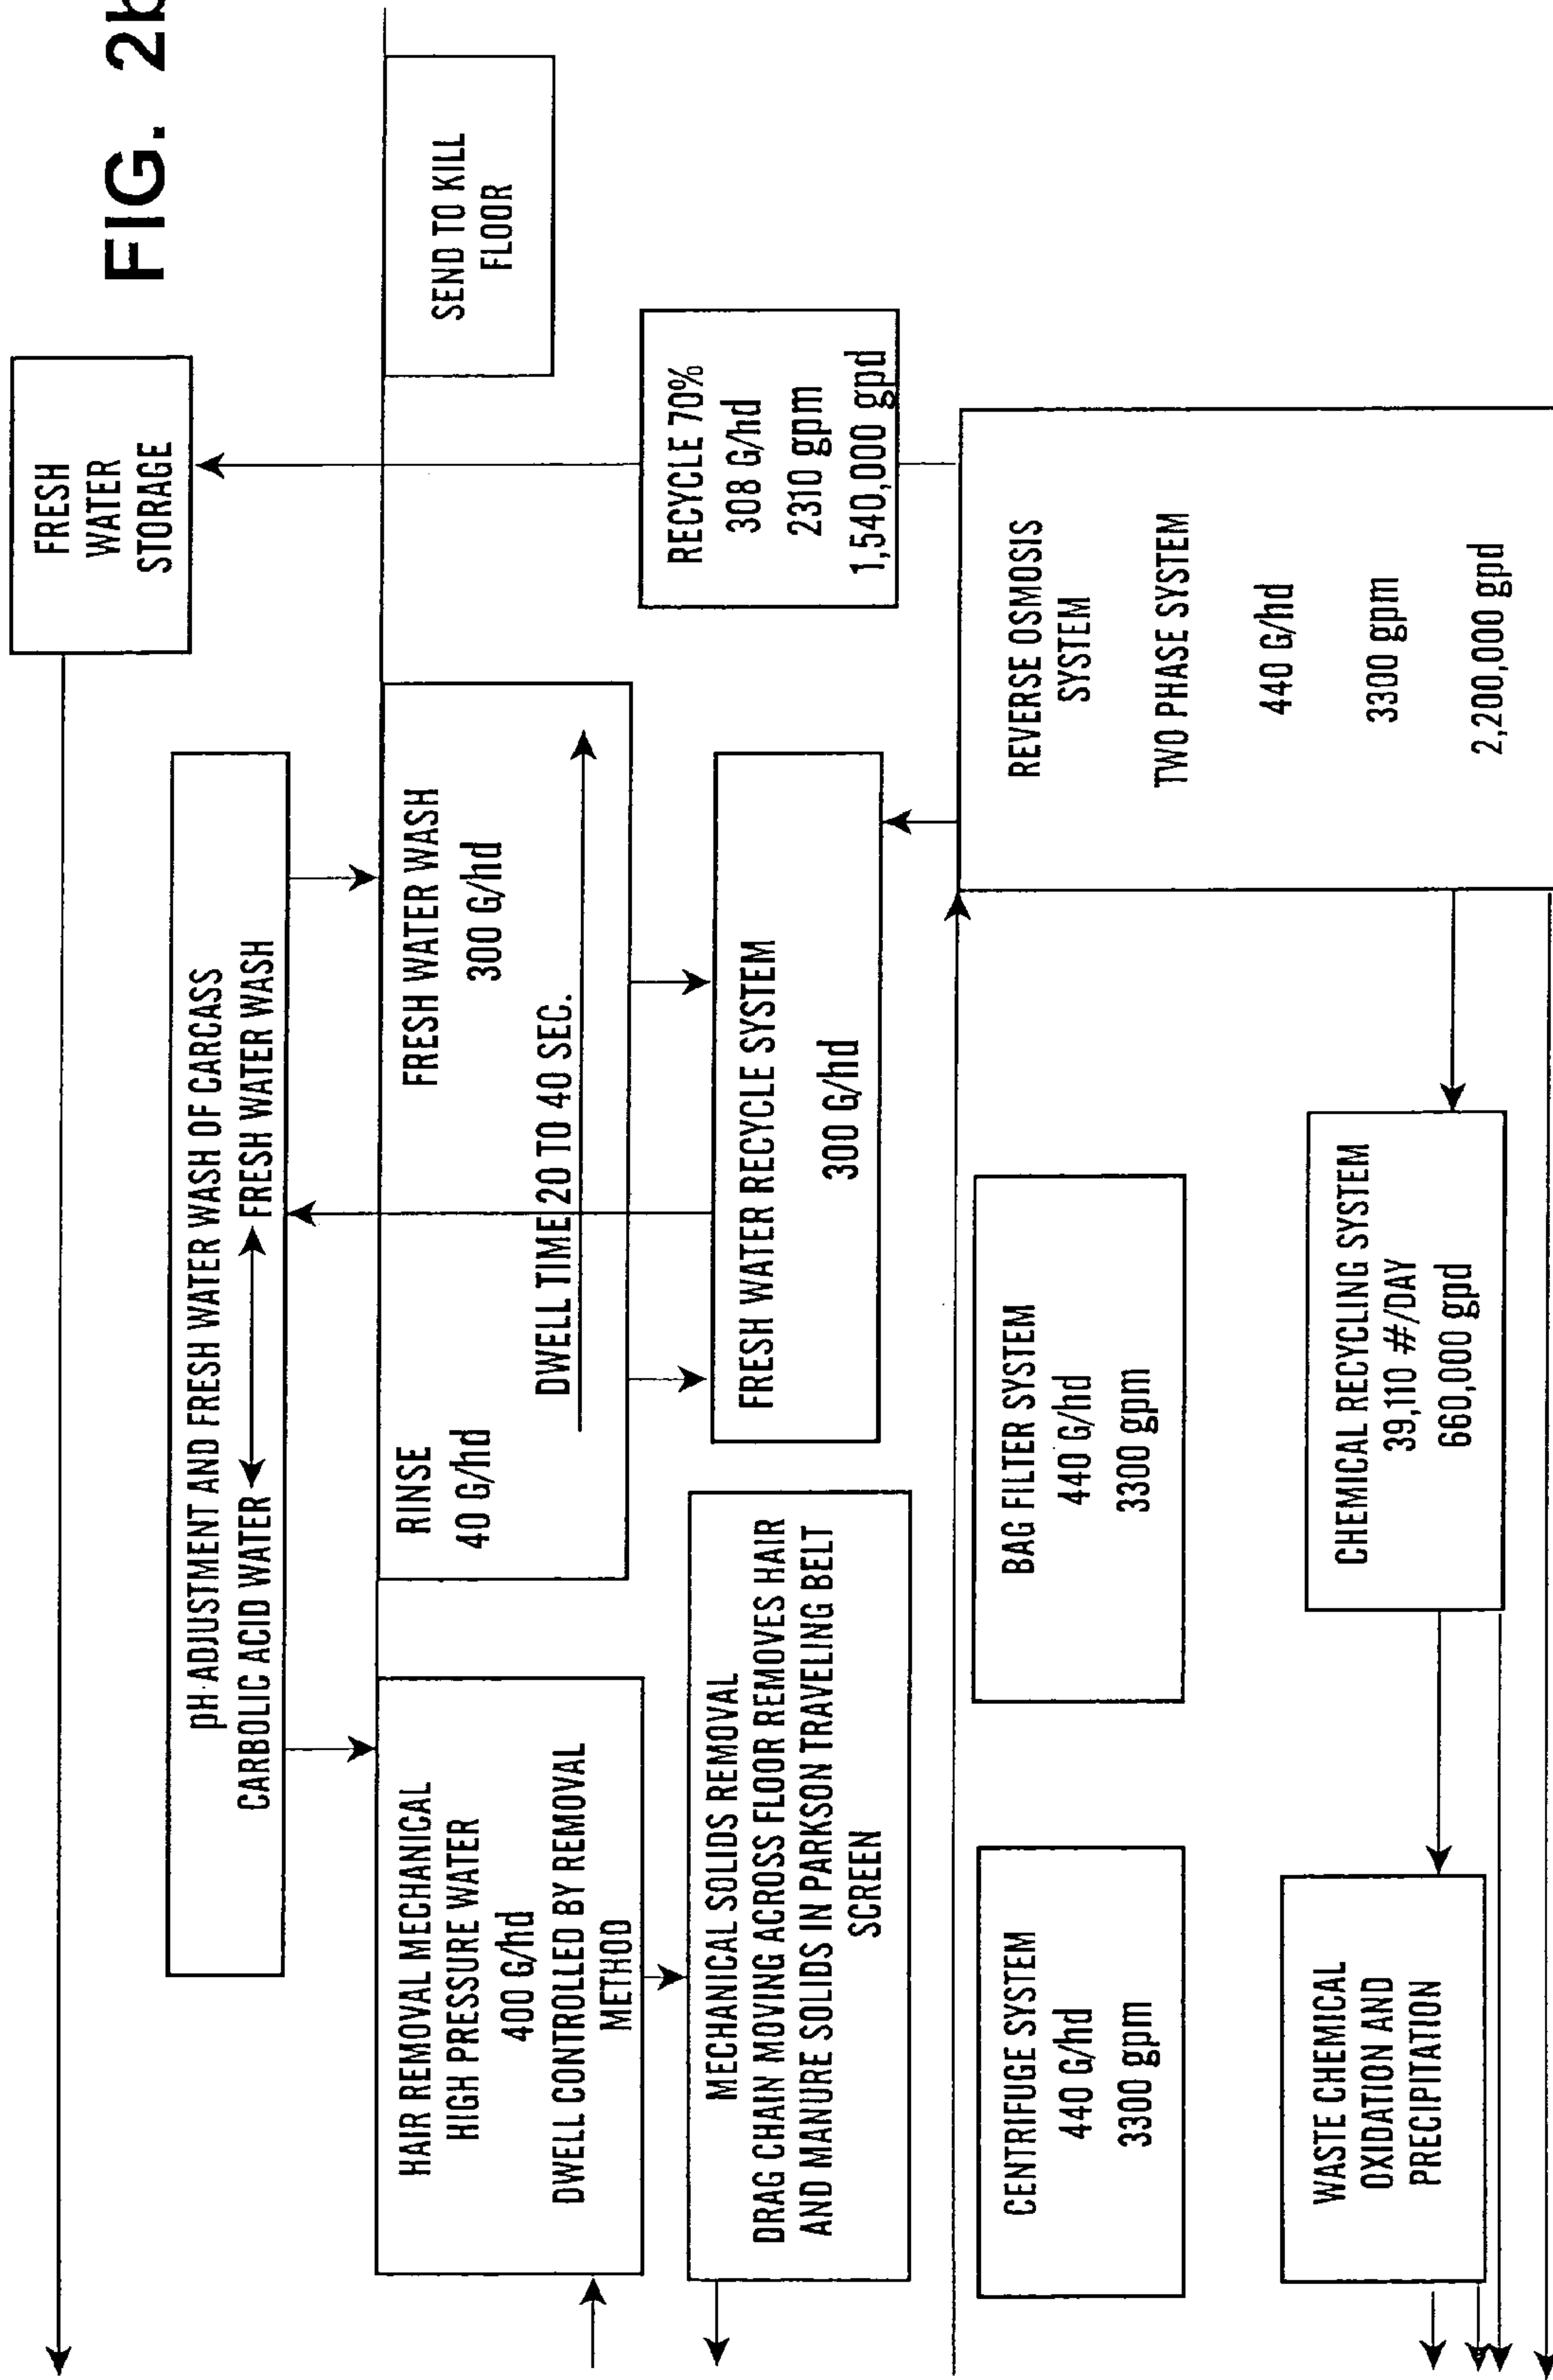 FIG. 2b
FRESH
WATER
STORAGE
pH ADJUSTMENT AND FRESH WATER WASH OF CARCASS
CARBOLIC ACID WATER FRESH WATER WASH
HAIR REMOVAL MECHANICAL
HIGH PRESSURE WATER
400 G/hd
DWELL CONTROLLED BY REMOVAL
METHOD
RINSE
40 G/hd
FRESH WATER WASH
300 G/hd
DWELL TIME 20 TO 40 SEC.
SEND TO KILL
FLOOR
MECHANICAL SOLIDS REMOVAL
DRAG CHAIN MOVING ACROSS FLOOR REMOVES HAIR
AND MANURE SOLIDS IN PARKSON TRAVELING BELT
SCREEN
FRESH WATER RECYCLE SYSTEM
300 G/hd
RECYCLE 70%
308 G/hd
2310 gpm
1,540,000 gpd
CENTRIFUGE SYSTEM
440 G/hd
3300 gpm
BAG FILTER SYSTEM
440 G/hd
3300 gpm
REVERSE OSMOSIS
SYSTEM
TWO PHASE SYSTEM
440 G/hd
3300 gpm
2,200,000 gpd
WASTE CHEMICAL
OXIDATION AND
PRECIPITATION
CHEMICAL RECYCLING SYSTEM
39,110 #/DAY
660,000 gpd